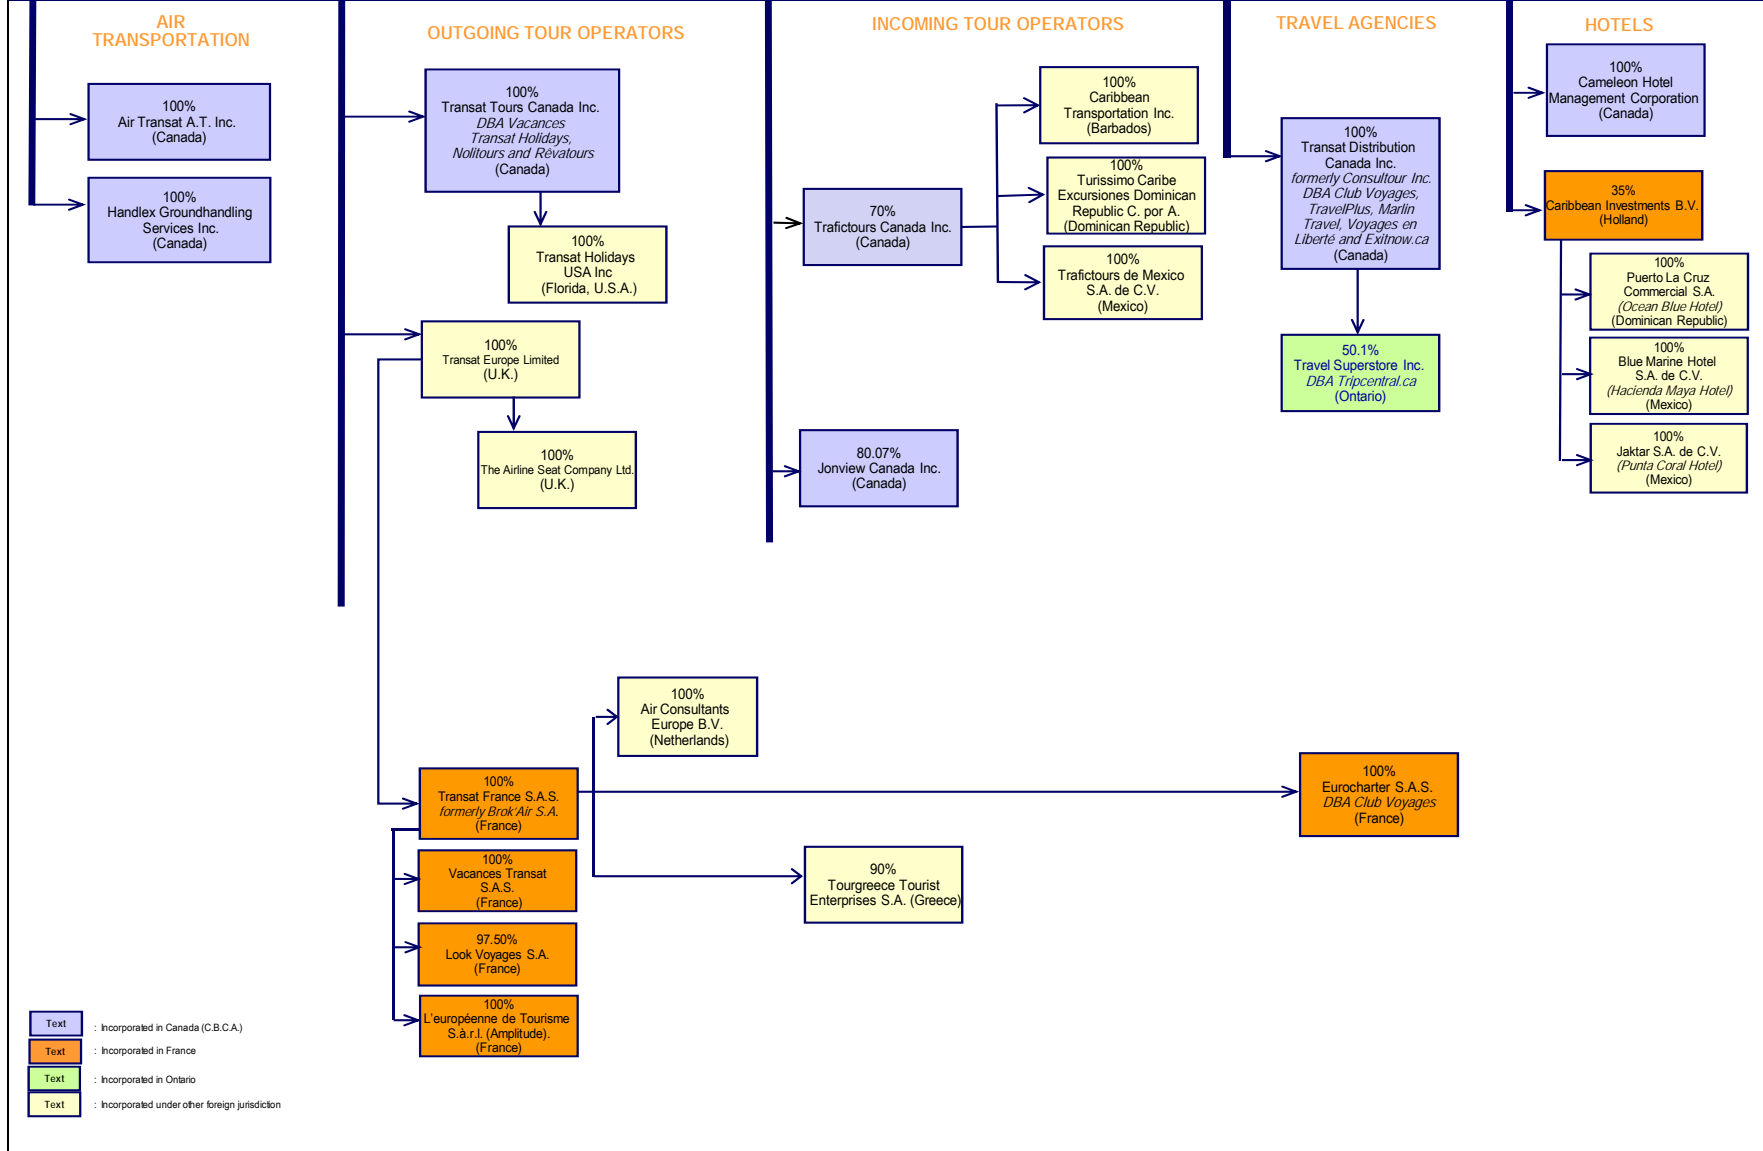 AIR
TRANSPORTATION
100%
Air Transat A.T. Inc.
(Canada)
100%
Handlex Groundhandling
Services Inc.
(Canada)
OUTGOING TOUR OPERATORS
100%
Transat Tours Canada Inc.
DBA Vacances
Transat Holidays,
Nolitours and Rêvatours
(Canada)
100%
Transat Holidays
USA Inc
(Florida, U.S.A.)
100%
Transat Europe Limited
(U.K.)
100%
The Airline Seat Company Ltd.
(U.K.)
100%
Air Consultants
Europe B.V.
(Netherlands)
100%
Transat France S.A.S.
formerly Brok'Air S.A.
(France)
100%
Vacances Transat
S.A.S.
(France)
97.50%
Look Voyages S.A.
(France)
100%
L'européenne de Tourisme
S.à.r.l. (Amplitude).
(France)
INCOMING TOUR OPERATORS
70%
Trafictours Canada Inc.
(Canada)
100%
Caribbean
Transportation Inc.
(Barbados)
100%
Turissimo Caribe
Excursiones Dominican
Republic C. por A.
(Dominican Republic)
100%
Trafictours de Mexico
S.A. de C.V.
(Mexico)
80.07%
Jonview Canada Inc.
(Canada)
90%
Tourgreece Tourist
Enterprises S.A. (Greece)
TRAVEL AGENCIES
100%
Transat Distribution
Canada Inc.
formerly Consultour Inc.
DBA Club Voyages,
TravelPlus, Marlin
Travel, Voyages en
Liberté and Exitnow.ca
(Canada)
50.1%
Travel Superstore Inc.
DBA Tripcentral.ca
(Ontario)
100%
Eurocharter S.A.S.
DBA Club Voyages
(France)
HOTELS
100%
Cameleon Hotel
Management Corporation
(Canada)
35%
Caribbean Investments B.V.
(Holland)
100%
Puerto La Cruz
Commercial S.A.
(Ocean Blue Hotel)
(Dominican Republic)
100%
Blue Marine Hotel
S.A. de C.V.
(Hacienda Maya Hotel)
(Mexico)
100%
Jaktar S.A. de C.V.
(Punta Coral Hotel)
(Mexico)
Text : Incorporated in Canada (C.B.C.A.)
Text : Incorporated in France
Text : Incorporated in Ontario
Text : Incorporated under other foreign jurisdiction